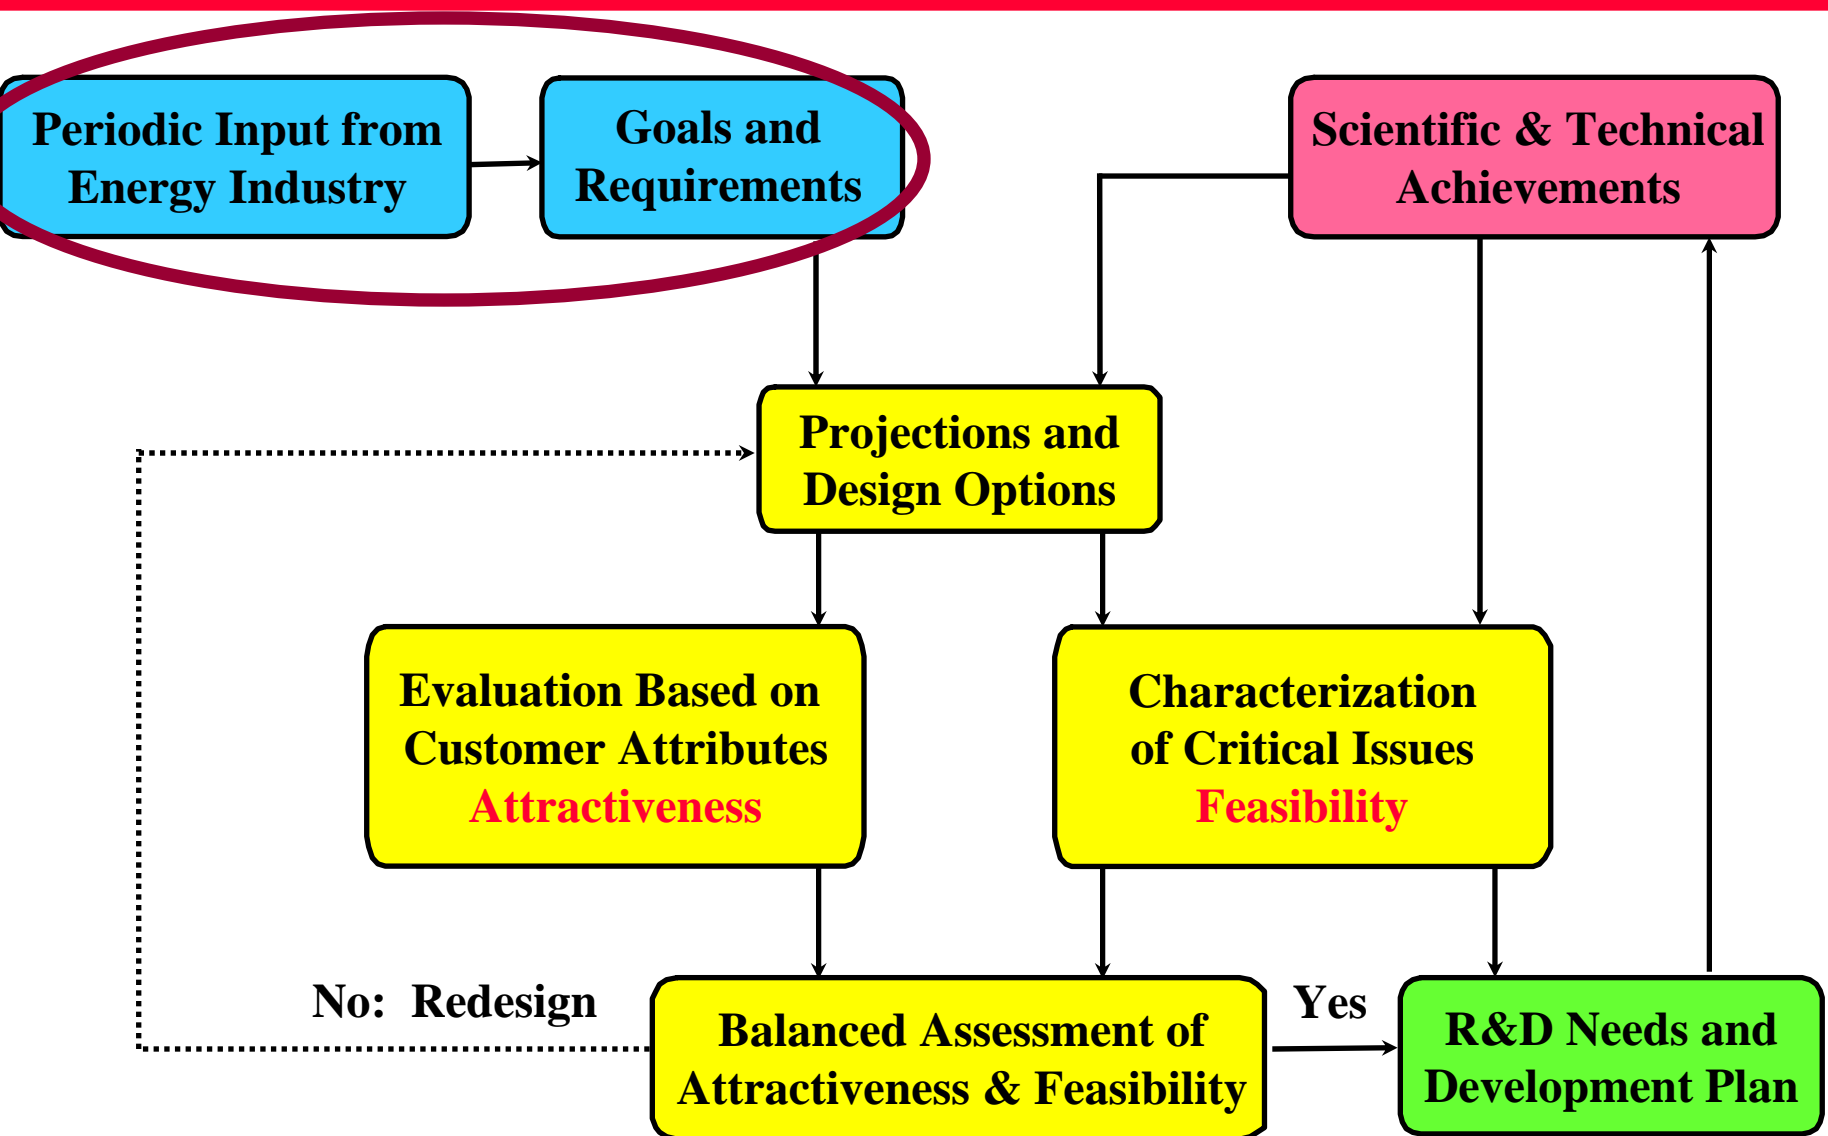 Periodic Input from
Energy Industry
Goals and
Requirements
Scientific & Technical
Achievements
Projections and
Design Options
Evaluation Based on
Customer Attributes
Attractiveness
Characterization
of Critical Issues
Feasibility
No: Redesign
Balanced Assessment of
Attractiveness & Feasibility
Yes
R&D Needs and
Development Plan